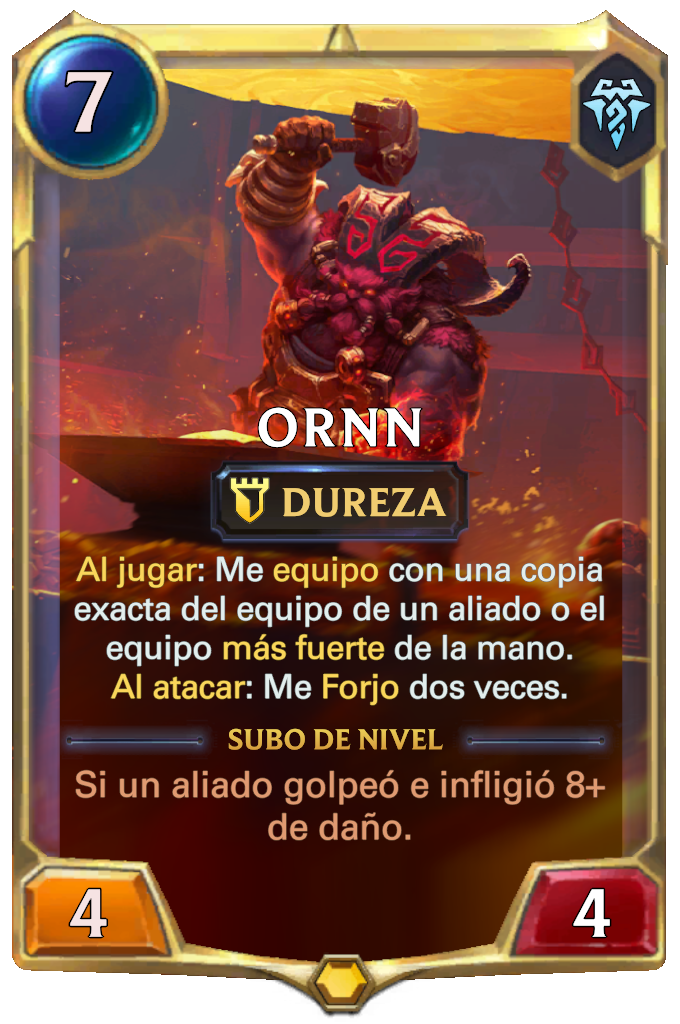 7
ORNN
DUREZA
Al jugar: Me equipo con una copia
exacta del equipo de un aliado o el
equipo más fuerte de la mano.
Al atacar: Me Forjo dos veces.
SUBO DE NIVEL
Si un aliado golpeó e infligió 8+
de daño.
4
4